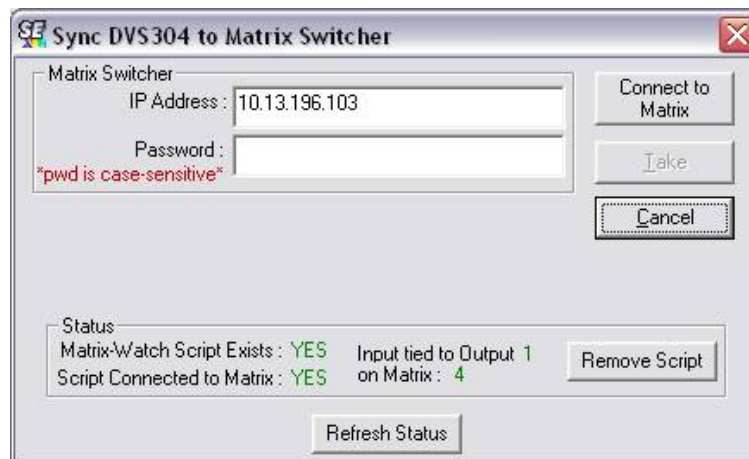 SE Sync DVS304 to Matrix Switcher
Matrix Switcher
IP Address : 10.13.196.103
Password :
*pwd is case-sensitive*
Connect to
Matrix
Take
Cancel
Status
Matrix-Watch Script Exists : YES
Script Connected to Matrix : YES
Input tied to Output 1
on Matrix : 4
Remove Script
Refresh Status